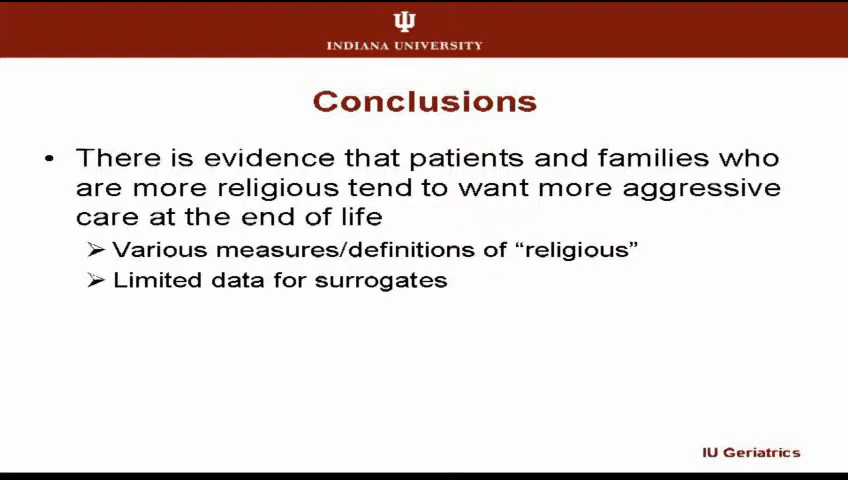 INDIANA UNIVERSITY
Conclusions
• There is evidence that patients and families who
are more religious tend to want more aggressive
care at the end of life
➢ Various measures/definitions of “religious”
➢ Limited data for surrogates
IU Geriatrics